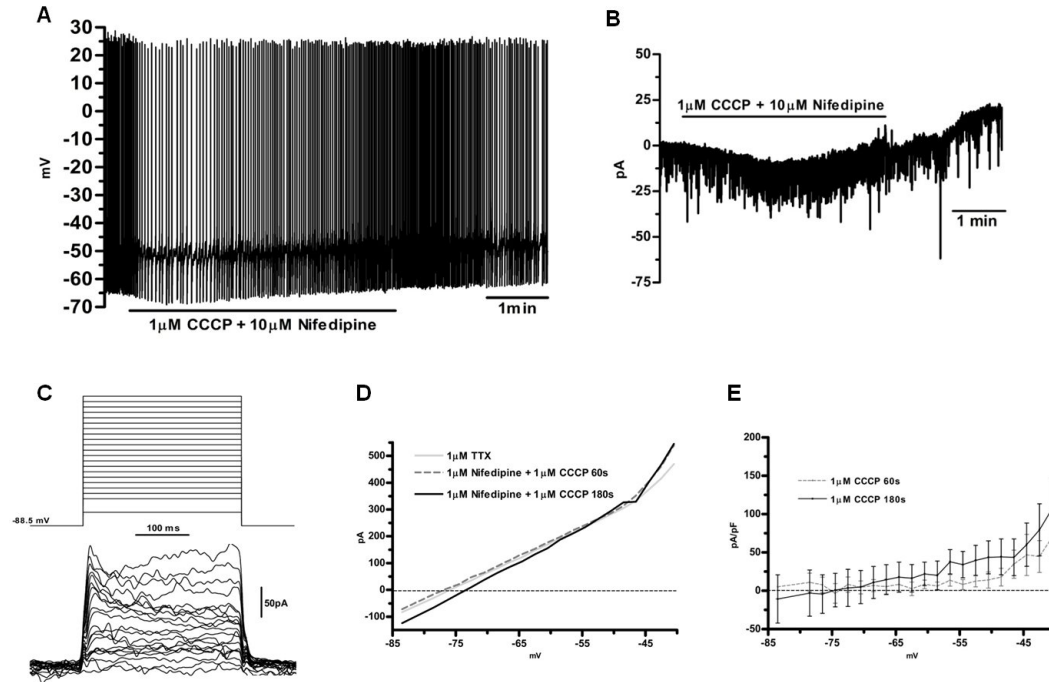 A
30
20
10
0
-10
-20
-30
-40
-50
-60
-70
mV
1μM CCCP + 10μM Nifedipine
1min
B
50
25
0
-25
-50
-75
pA
1μM CCCP + 10μM Nifedipine
1 min
C
-88.5 mV
100 ms
50pA
D
500
400
300
200
100
0
-100
pA
1μM TTX
1μM Nifedipine + 1μM CCCP 60s
1μM Nifedipine + 1μM CCCP 180s
-85 -75 -65 -55 -45
mV
E
200
150
100
50
0
-50
pA/pF
1μM CCCP 60s
1μM CCCP 180s
-85 -75 -65 -55 -45
mV